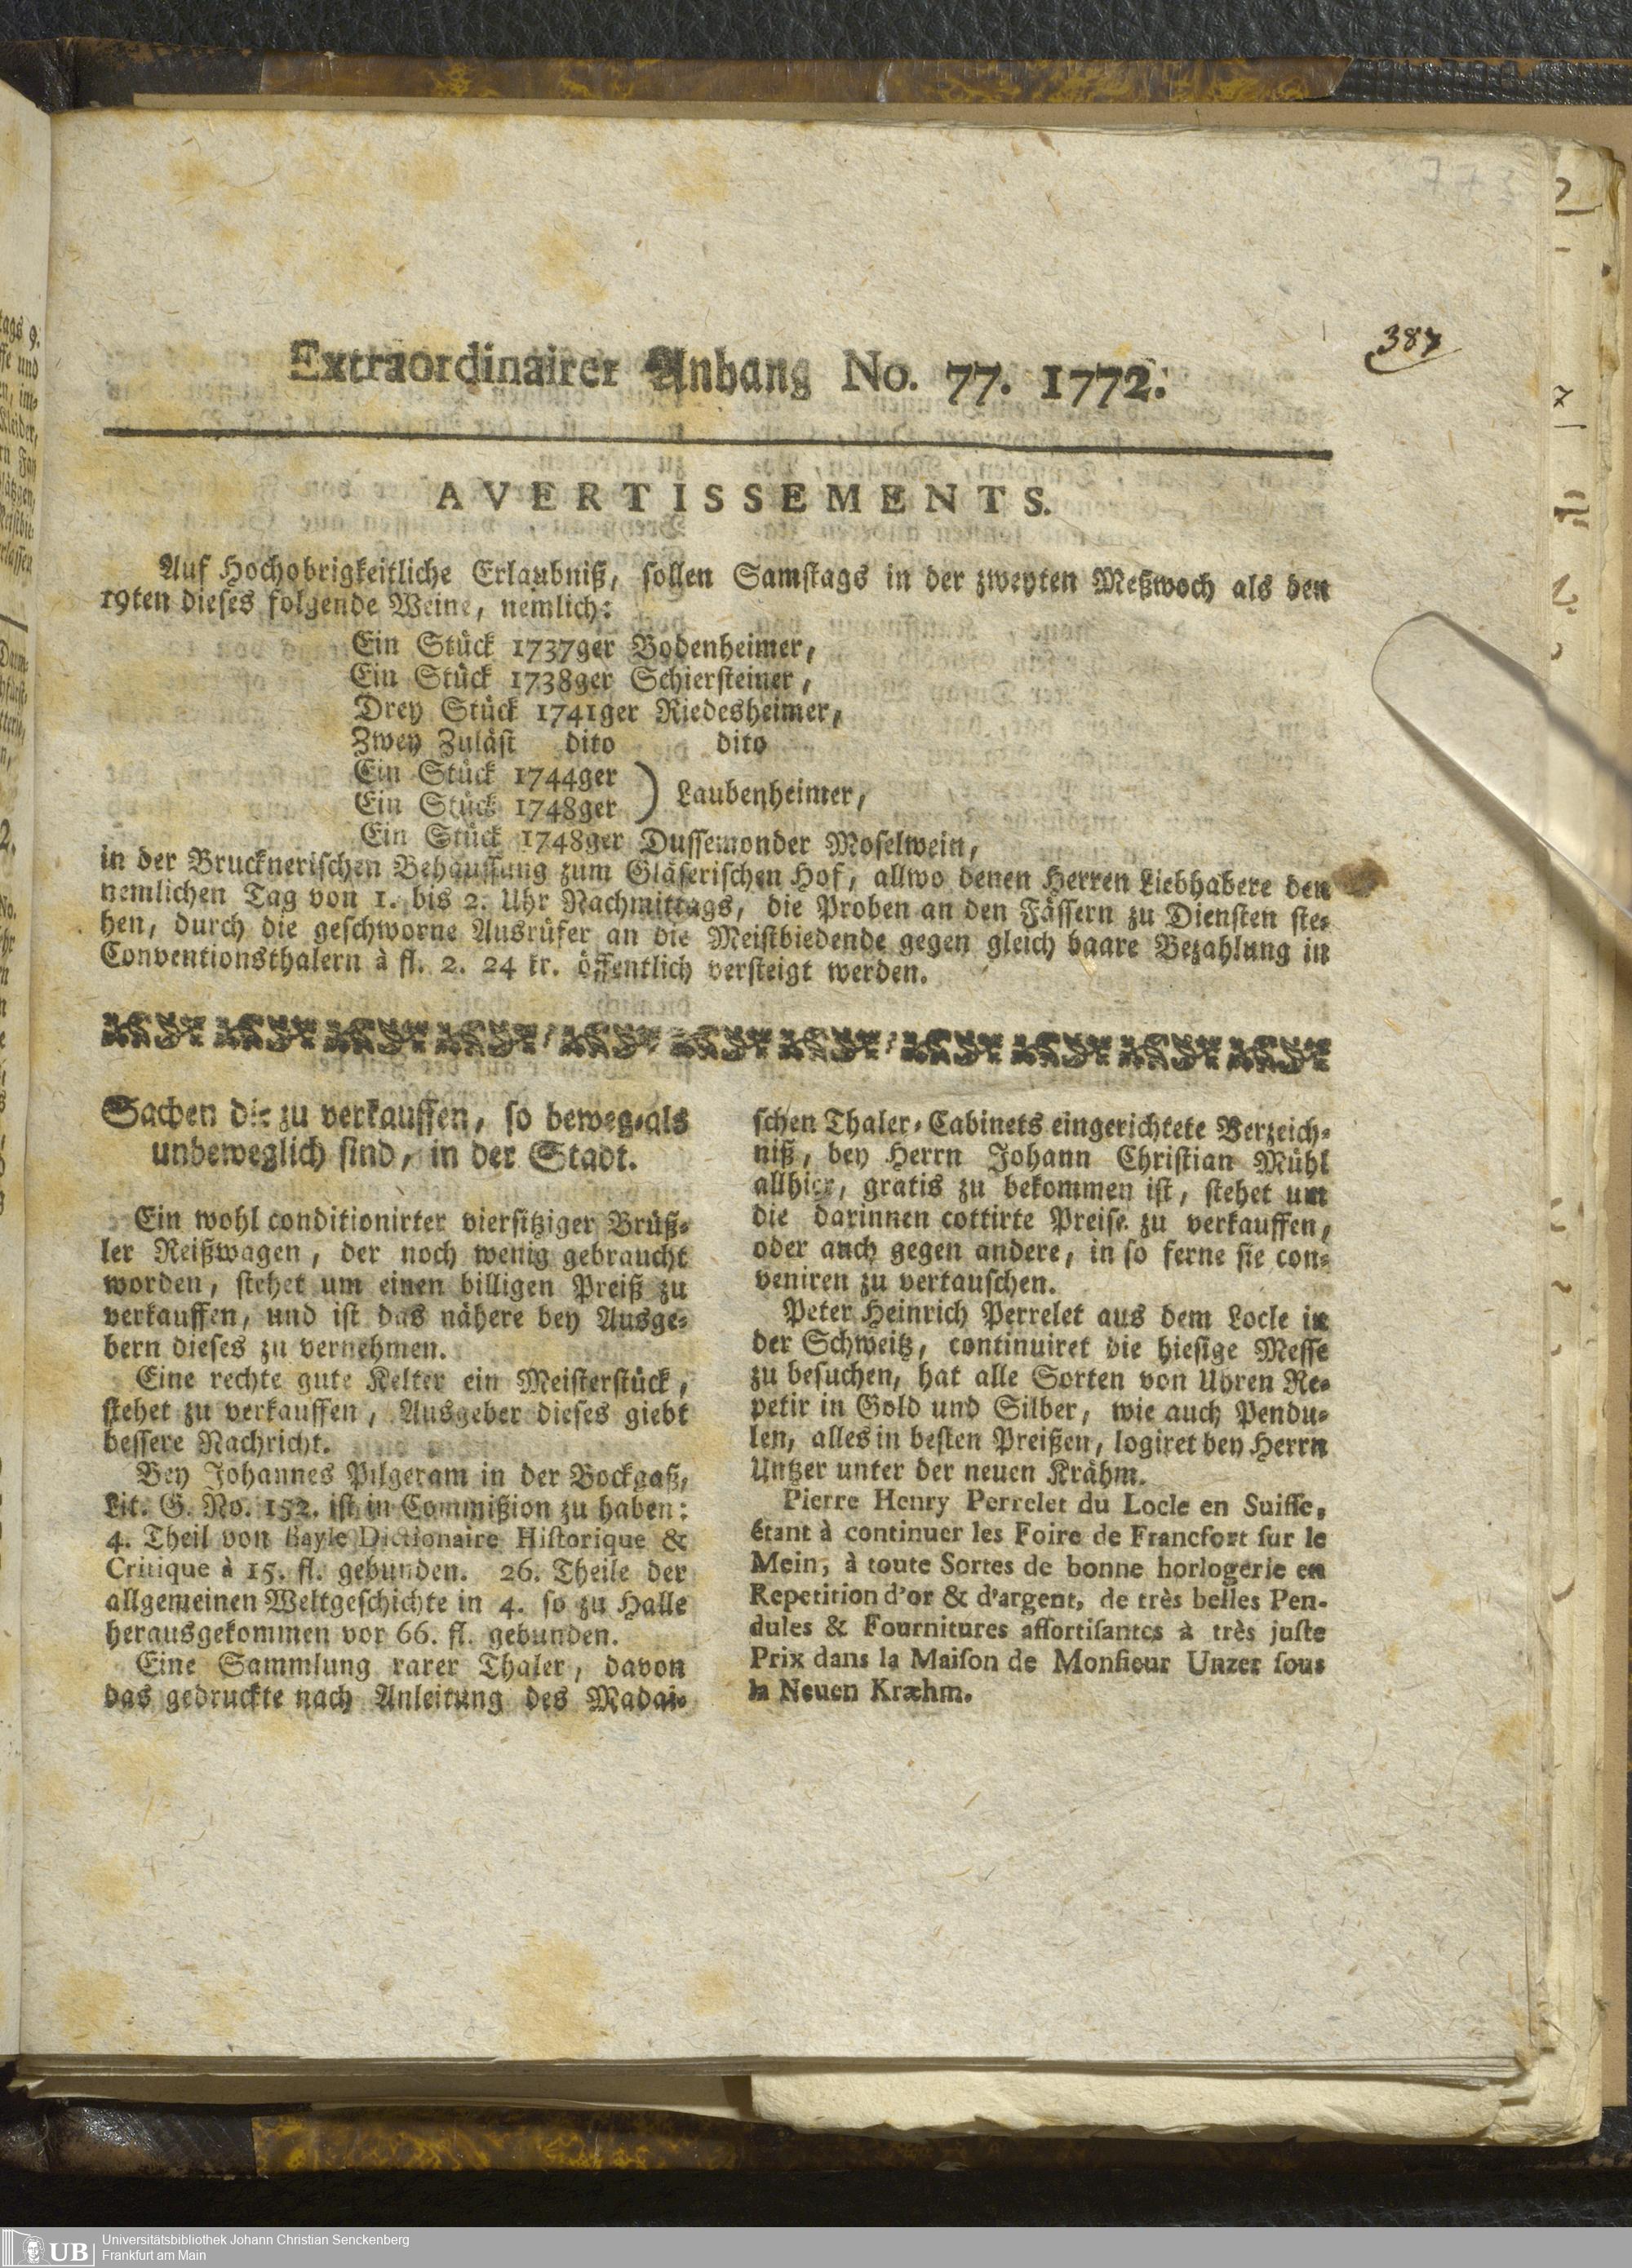 773
387
Extraordinairer Anhang No. 77. 1772.
AVERTISSEMENTS.
Auf Hochobrigkeitliche Erlaubniß, sollen Samstags in der zweyten Meßwoch als den
19ten dieses folgende Weine, nemlich:
Ein Stück 1737ger Bodenheimer,
Ein Stück 1738ger Schiersteiner,
Drey Stück 1741ger Riedesheimer,
Zwey Zuläst dito dito
Ein Stück 1744ger
Ein Stück 1748ger ) Laubenheimer,
Ein Stück 1748ger Dussemonder Moselwein,
in der Brucknerischen Behaussung zum Gläserischen Hof, allwo denen Herren Liebhabere den
nemlichen Tag von 1. bis 2. Uhr Nachmittags, die Proben an den Fässern zu Diensten ste-
hen, durch die geschworne Ausrüfer an die Meistbiedende gegen gleich baare Bezahlung in
Conventionsthalern à fl. 2. 24 kr. öffentlich versteigt werden.
Sachen die zu verkauffen, so beweg-als
unbeweglich sind, in der Stadt.
Ein wohl conditionirter viersitziger Brüß-
ler Reißwagen, der noch wenig gebraucht
worden, stehet um einen billigen Preiß zu
verkauffen, und ist das nähere bey Ausge-
bern dieses zu vernehmen.
Eine rechte gute Kelter ein Meisterstück,
stehet zu verkauffen, Ausgeber dieses giebt
bessere Nachricht.
Bey Johannes Pilgeram in der Bockgaß,
Lit. G. No. 152. ist in Commißion zu haben:
4. Theil von Bayle Dictionaire Historique &
Critique à 15. fl. gebunden. 26. Theile der
allgemeinen Weltgeschichte in 4. so zu Halle
herausgekommen vor 66. fl. gebunden.
Eine Sammlung rarer Thaler, davon
das gedruckte nach Anleitung des Madai-
schen Thaler-Cabinets eingerichtete Verzeich-
niß, bey Herrn Johann Christian Mühl
allhier, gratis zu bekommen ist, stehet um
die darinnen cottirte Preise zu verkauffen,
oder auch gegen andere, in so ferne sie con-
veniren zu vertauschen.
Peter Heinrich Perrelet aus dem Locle in
der Schweitz, continuiret die hiesige Messe
zu besuchen, hat alle Sorten von Uhren Re-
petir in Gold und Silber, wie auch Pendu-
len, alles in besten Preißen, logiret bey Herrn
Untzer unter der neuen Krähm.
Pierre Henry Perrelet du Locle en Suisse,
étant à continuer les Foire de Francfort sur le
Mein, à toute Sortes de bonne horlogerie en
Repetition d'or & d'argent, de très belles Pen-
dules & Fournitures assortisantes à très juste
Prix dans la Maison de Monsieur Unzer sous
la Neuen Kræhm.
UB Universitätsbibliothek Johann Christian Senckenberg
Frankfurt am Main